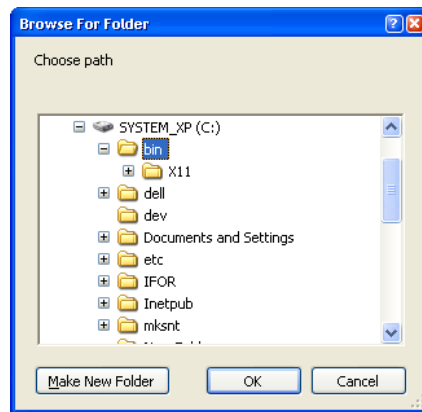 Browse For Folder
Choose path
SYSTEM_XP (C:)
bin
X11
dell
dev
Documents and Settings
etc
IFOR
Inetpub
mksnt
Make New Folder
OK
Cancel